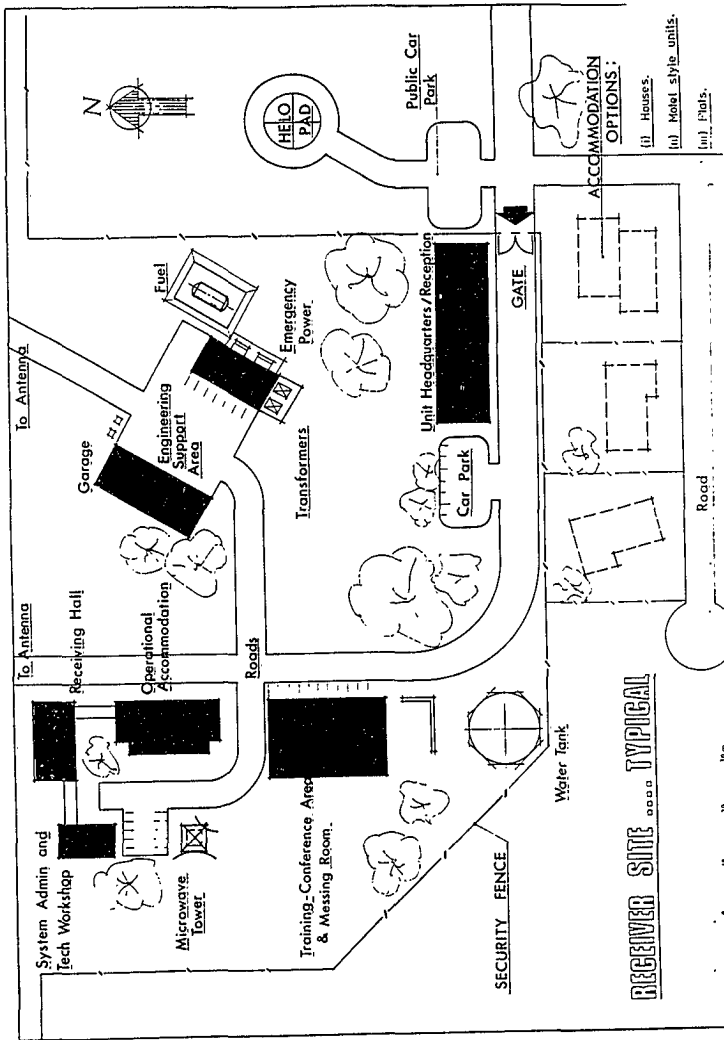 To Antenna
To Antenna
N
System Admin and
Tech Workshop
Receiving Hall
Operational
Accommodation
Garage
Engineering
Support
Area
Fuel
HELO
PAD
Microwave
Tower
Roads
Transformers
Emergency
Power
Public Car
Park
Training-Conference Area
& Messing Room
Car Park
Unit Headquarters/Reception
GATE
Water Tank
SECURITY FENCE
ACCOMMODATION
OPTIONS:
(i) Houses.
(ii) Motel style units.
(iii) Flats.
Road
RECEIVER SITE .... TYPICAL